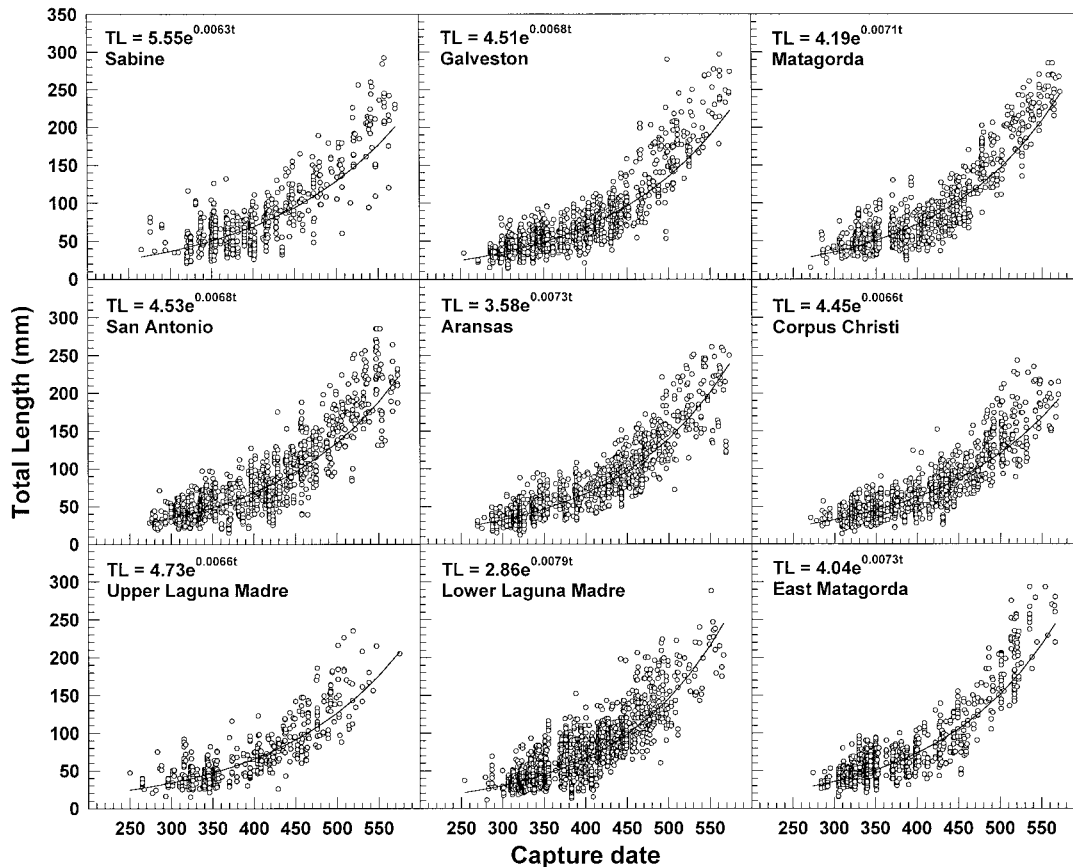 TL = 5.55e^0.0063t
Sabine
TL = 4.51e^0.0068t
Galveston
TL = 4.19e^0.0071t
Matagorda
350
300
250
200
150
100
50
0
TL = 4.53e^0.0068t
San Antonio
TL = 3.58e^0.0073t
Aransas
TL = 4.45e^0.0066t
Corpus Christi
300
250
200
150
100
50
0
Total Length (mm)
TL = 4.73e^0.0066t
Upper Laguna Madre
TL = 2.86e^0.0079t
Lower Laguna Madre
TL = 4.04e^0.0073t
East Matagorda
300
250
200
150
100
50
0
250 300 350 400 450 500 550
250 300 350 400 450 500 550
250 300 350 400 450 500 550
Capture date